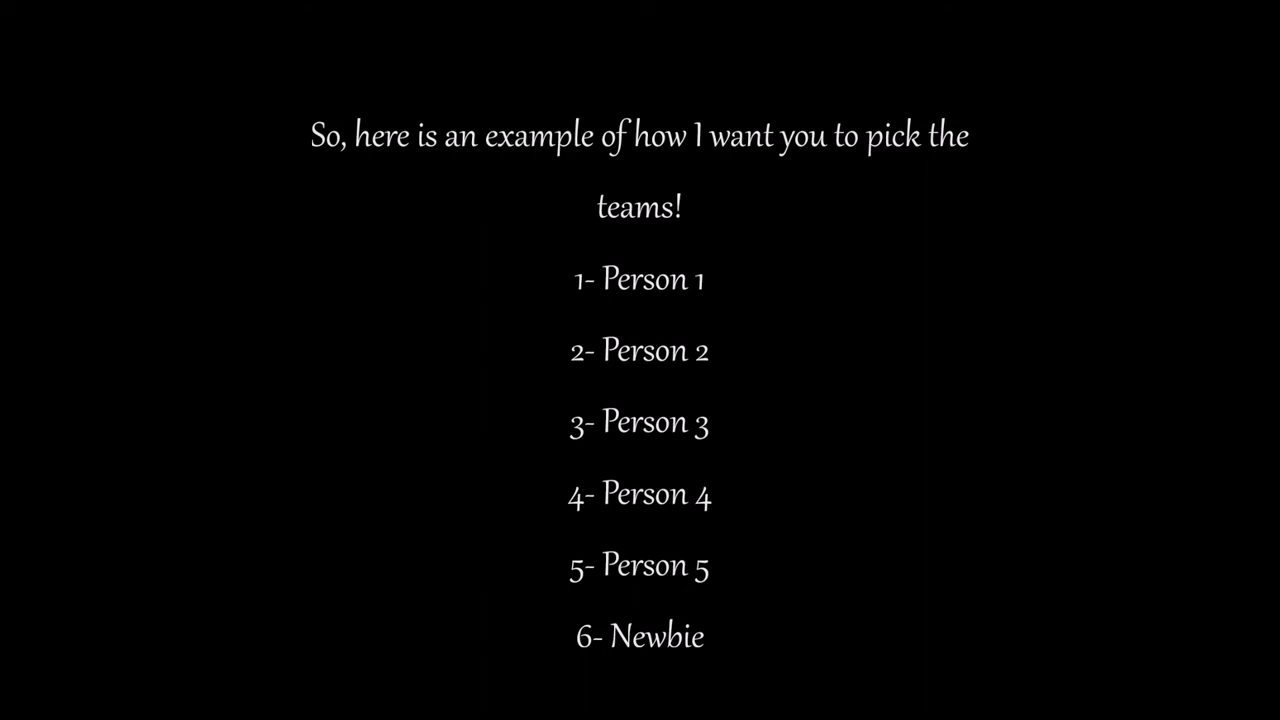 So, here is an example of how I want you to pick the
teams!
1- Person 1
2- Person 2
3- Person 3
4- Person 4
5- Person 5
6- Newbie